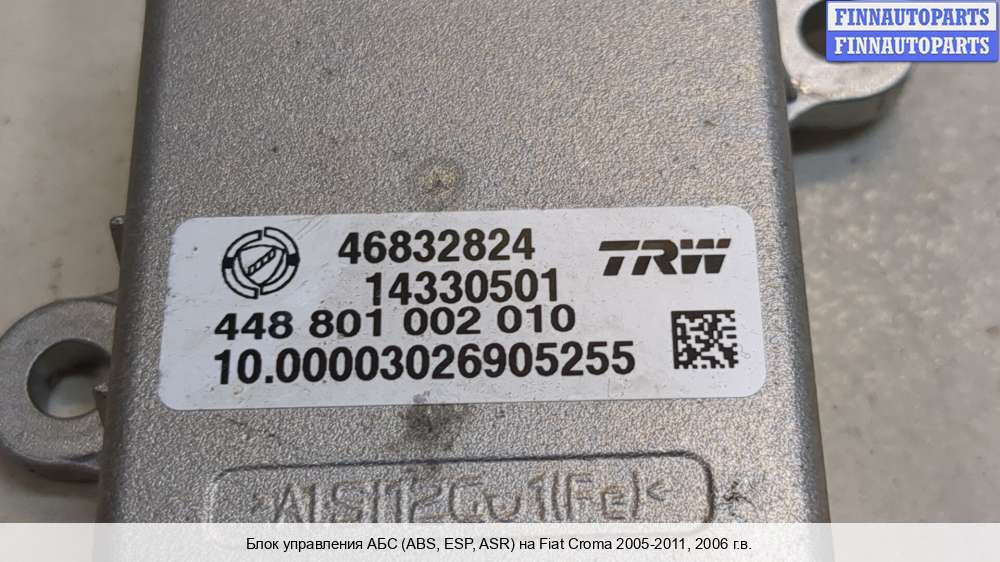 FINNAUTOPARTS
FINNAUTOPARTS
46832824
TRW
14330501
448 801 002 010
10.00003026905255
>AlSi12Cu1(Fe)<
Блок управления АБС (ABS, ESP, ASR) на Fiat Croma 2005-2011, 2006 г.в.